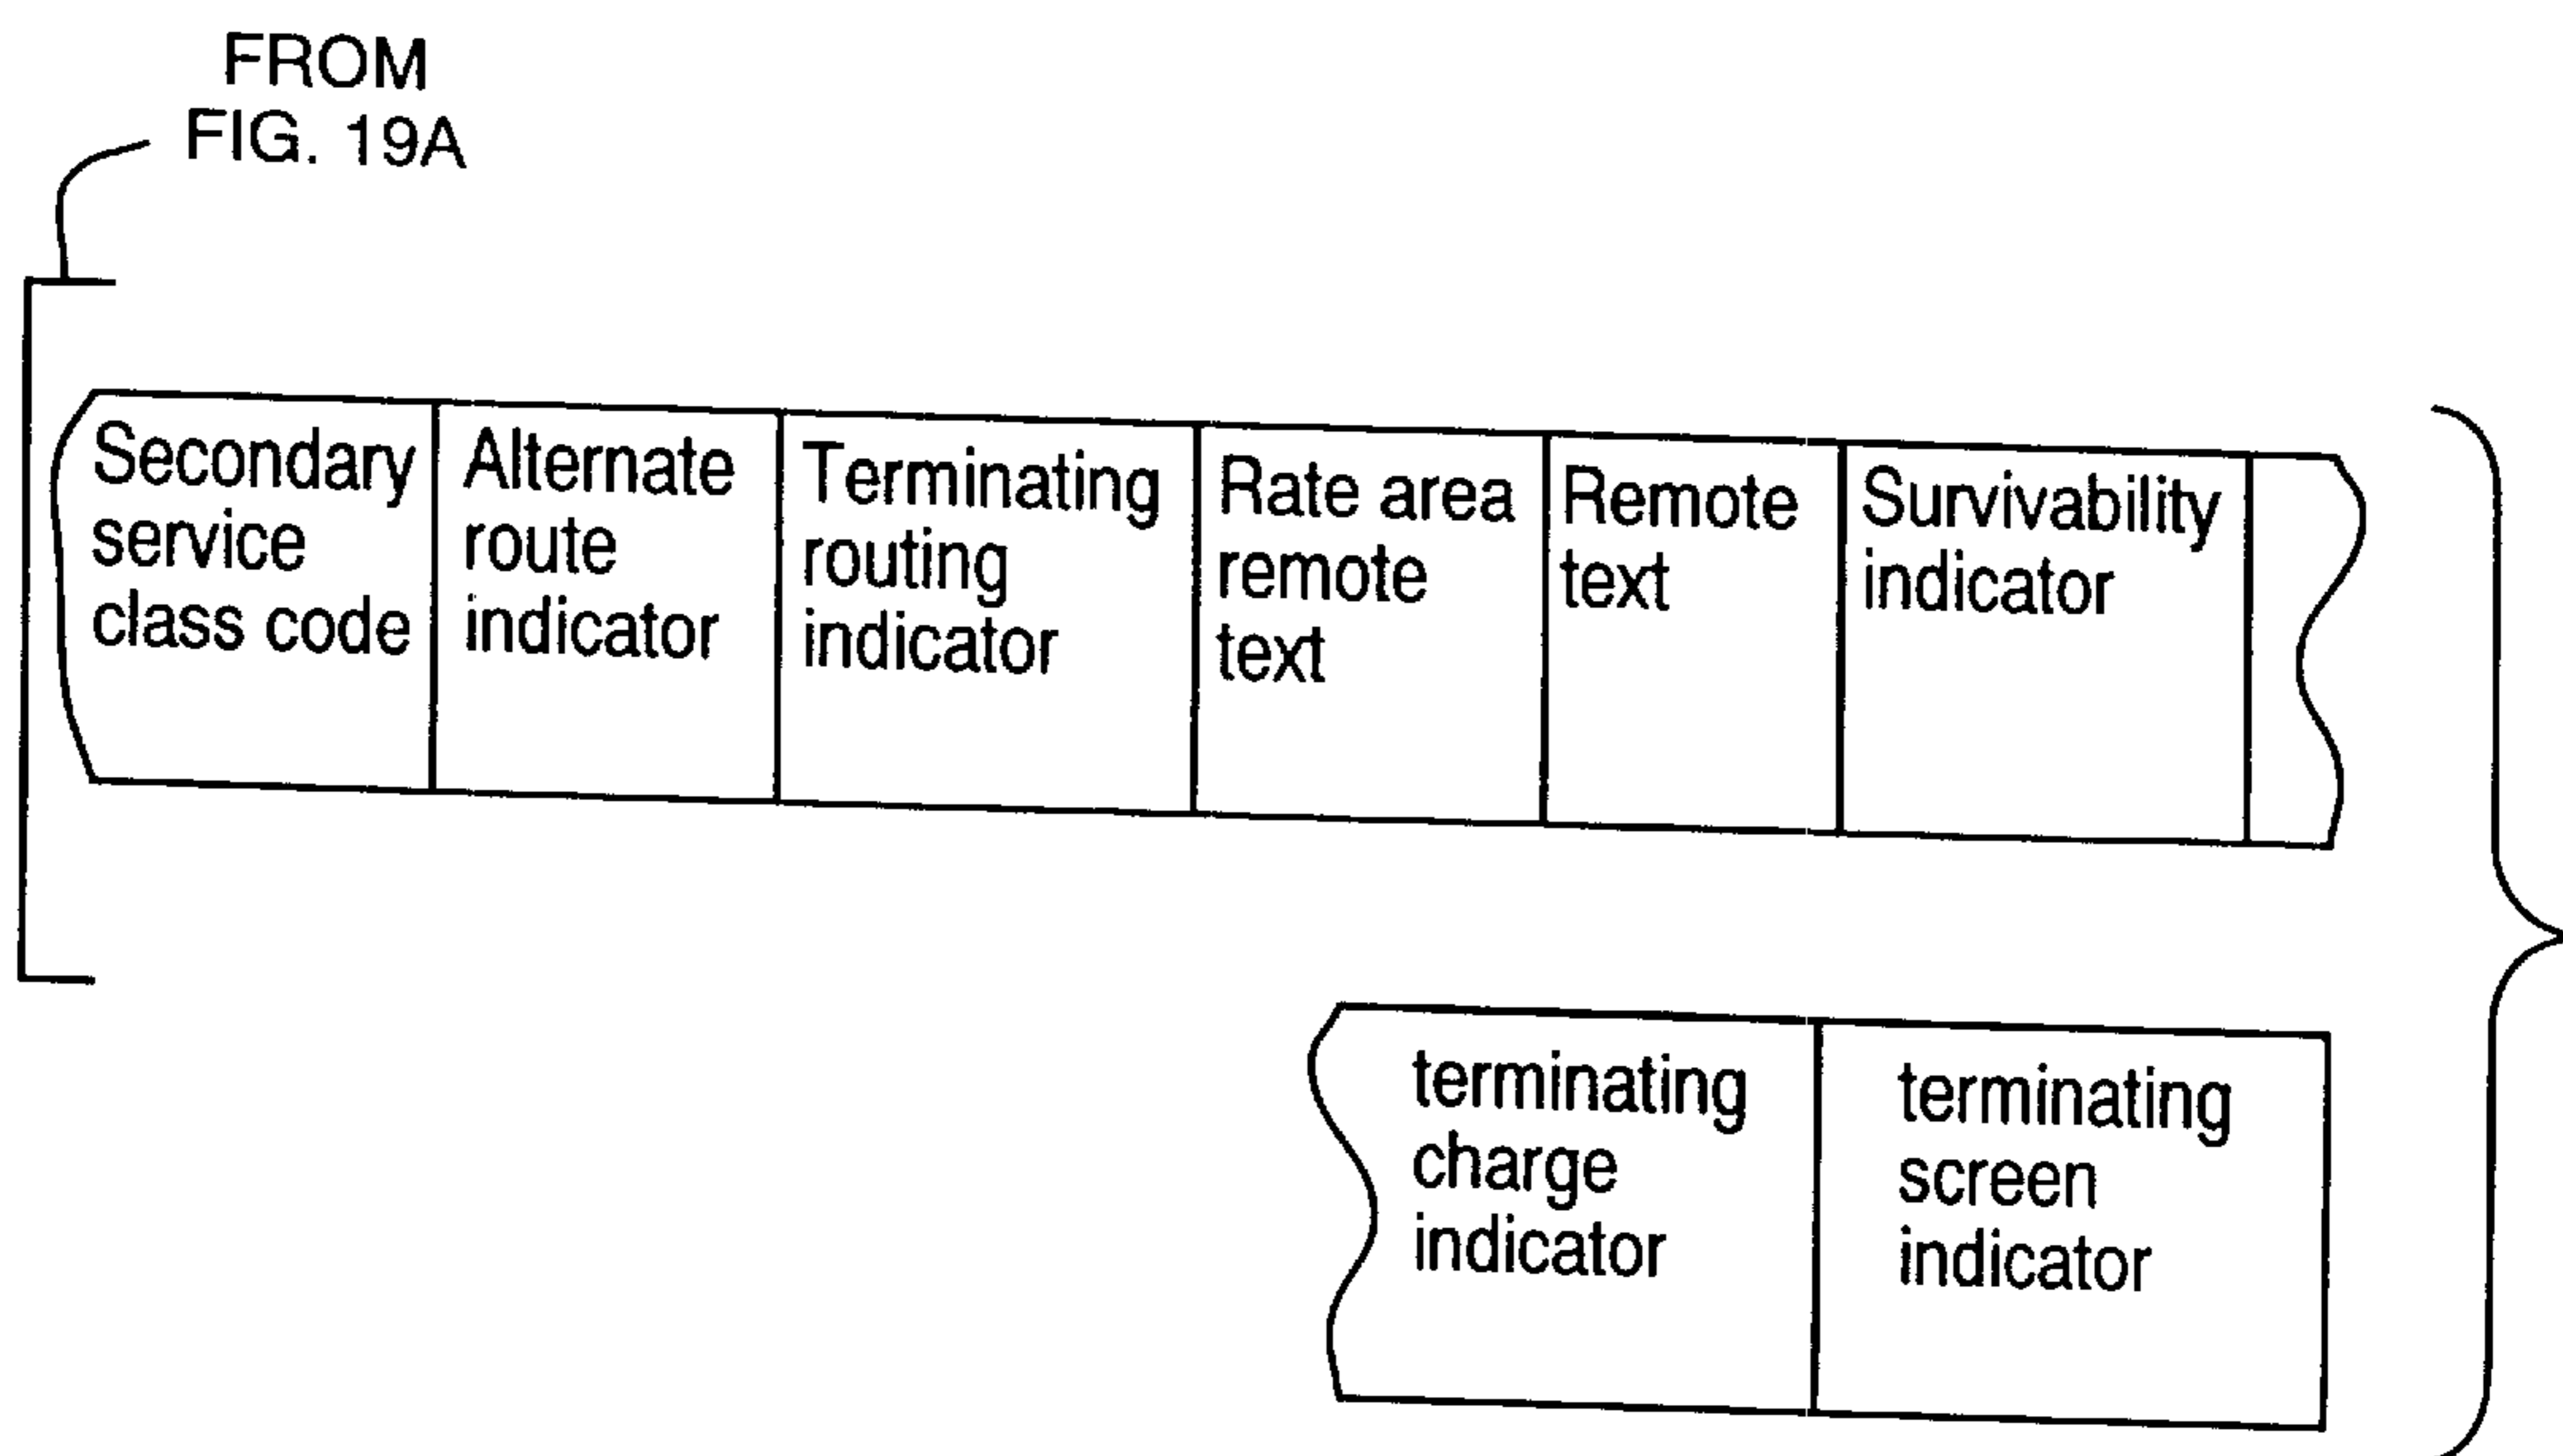 FROM
FIG. 19A
Secondary
service
class code
Alternate
route
indicator
Terminating
routing
indicator
Rate area
remote
text
Remote
text
Survivability
indicator
terminating
charge
indicator
terminating
screen
indicator